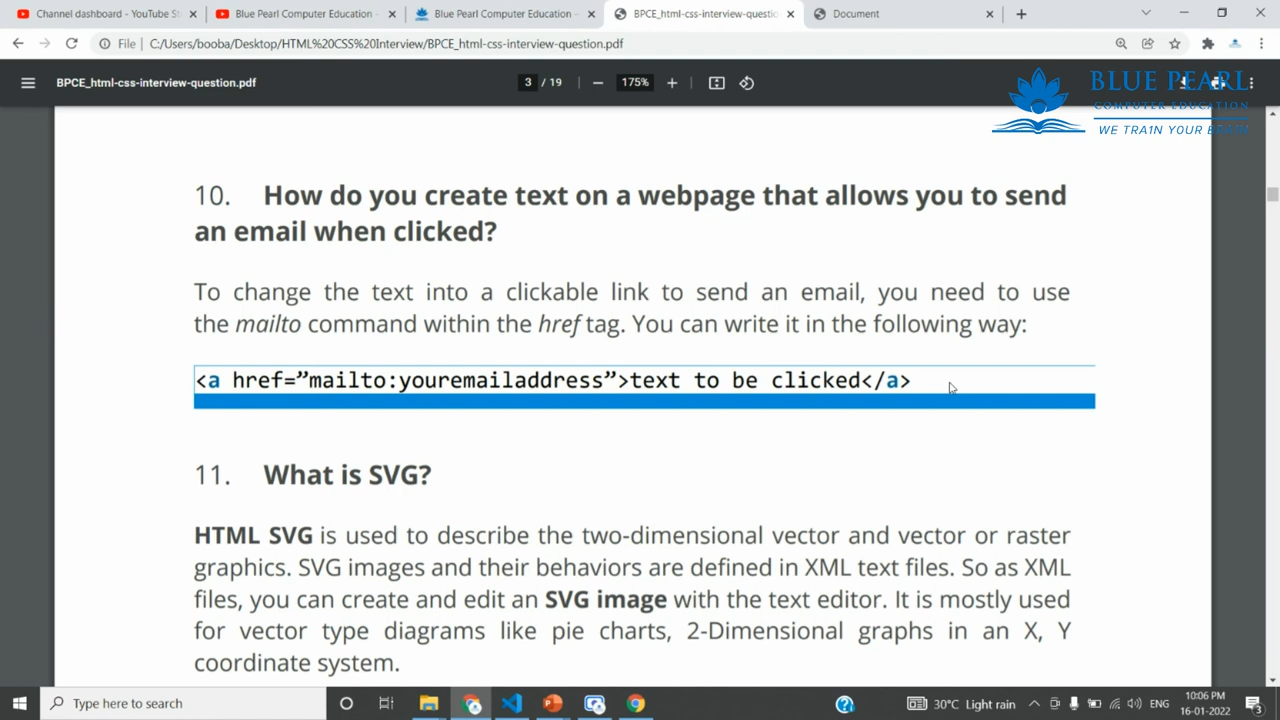 Channel dashboard - YouTube St
Blue Pearl Computer Education -
Blue Pearl Computer Education –
BPCE_html-css-interview-questio
Document
File
C:/Users/booba/Desktop/HTML%20CSS%20Interview/BPCE_html-css-interview-question.pdf
BPCE_html-css-interview-question.pdf
3 / 19
175%
BLUE PEARL
COMPUTER EDUCATION
WE TRA1N YOUR BRA1N
10. How do you create text on a webpage that allows you to send
an email when clicked?
To change the text into a clickable link to send an email, you need to use
the mailto command within the href tag. You can write it in the following way:
<a href=”mailto:youremailaddress”>text to be clicked</a>
11. What is SVG?
HTML SVG is used to describe the two-dimensional vector and vector or raster
graphics. SVG images and their behaviors are defined in XML text files. So as XML
files, you can create and edit an SVG image with the text editor. It is mostly used
for vector type diagrams like pie charts, 2-Dimensional graphs in an X, Y
coordinate system.
Type here to search
30°C Light rain
ENG
10:06 PM
16-01-2022
3